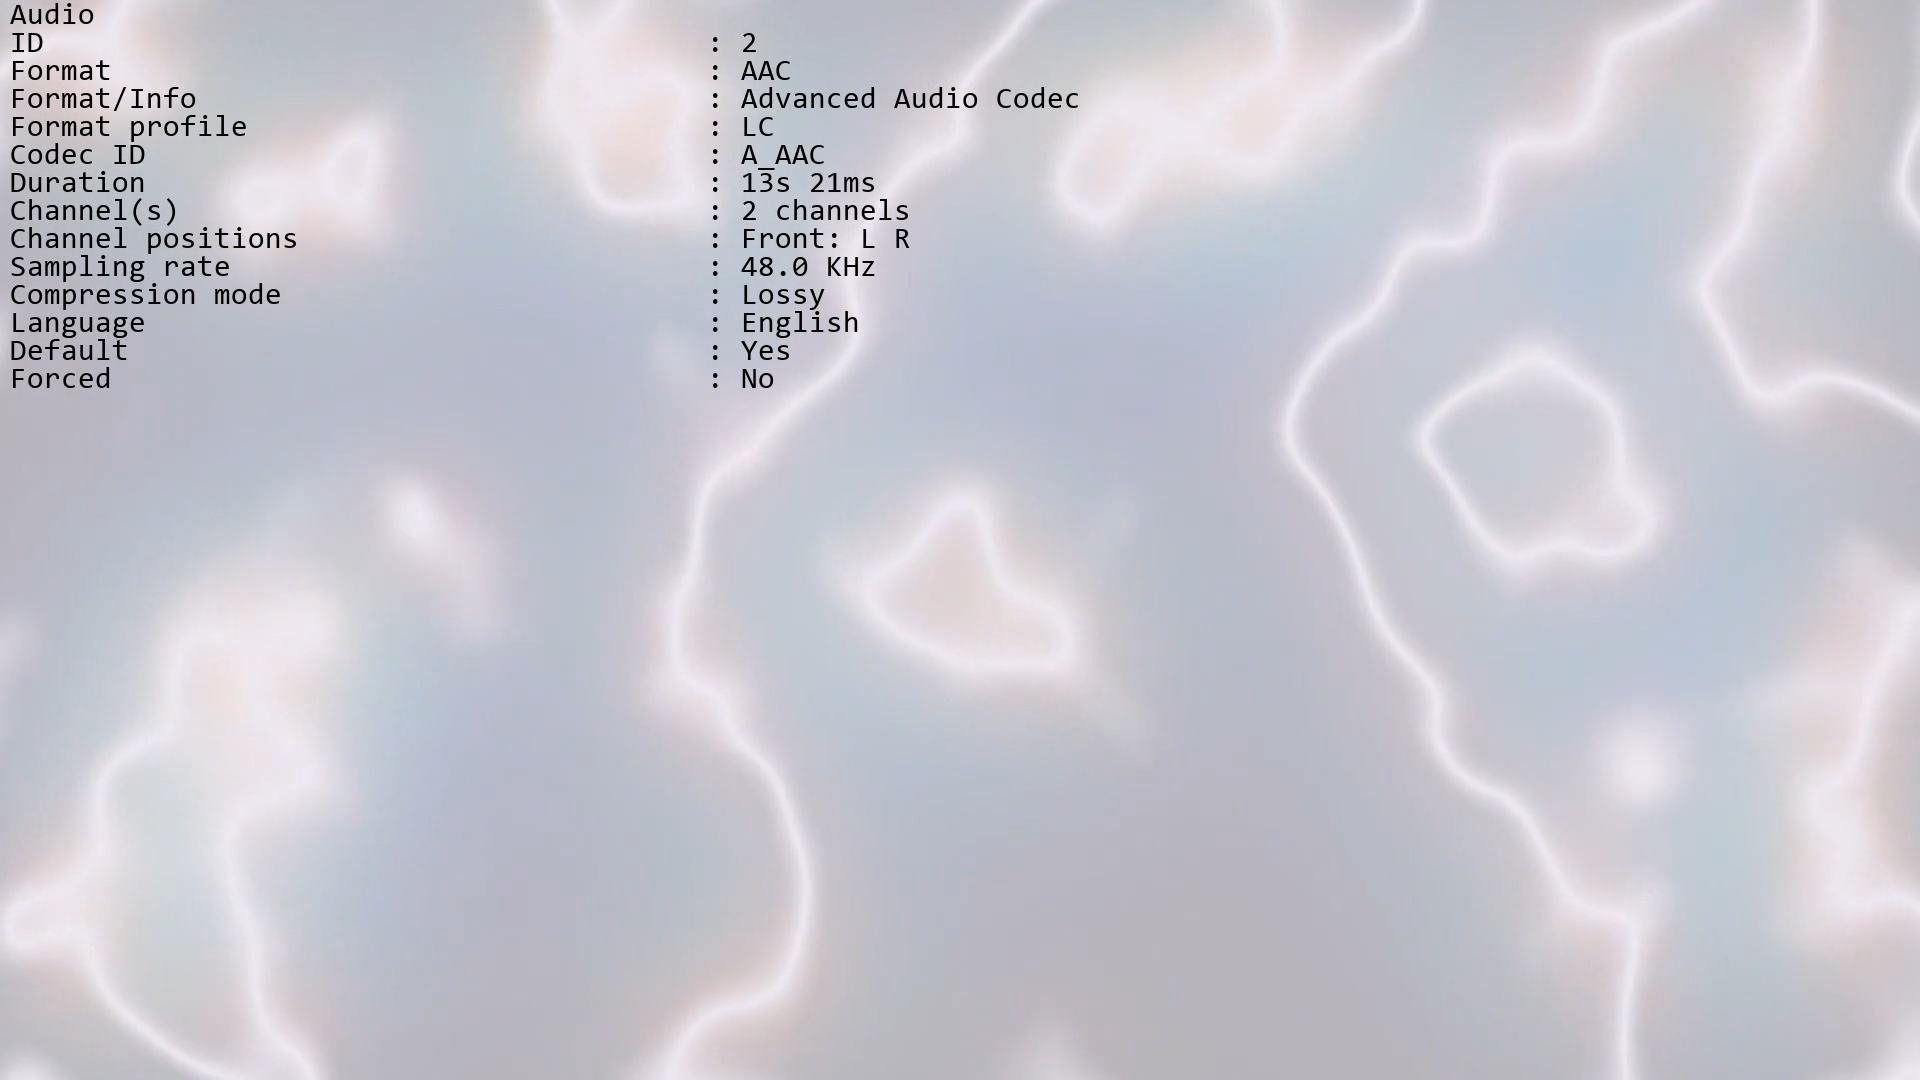 Audio
ID : 2
Format : AAC
Format/Info : Advanced Audio Codec
Format profile : LC
Codec ID : A_AAC
Duration : 13s 21ms
Channel(s) : 2 channels
Channel positions : Front: L R
Sampling rate : 48.0 KHz
Compression mode : Lossy
Language : English
Default : Yes
Forced : No